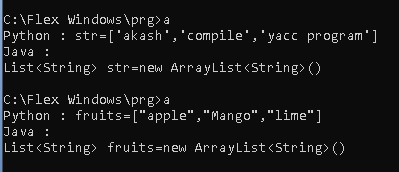 C:\Flex Windows\prg>a
Python : str=['akash','compile','yacc program']
Java :
List<String> str=new ArrayList<String>()
C:\Flex Windows\prg>a
Python : fruits=["apple","Mango","lime"]
Java :
List<String> fruits=new ArrayList<String>()